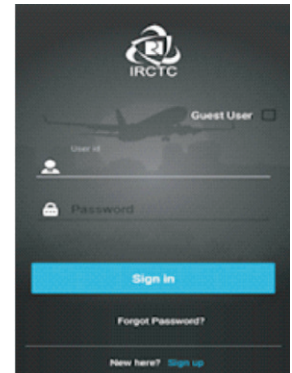 IRCTC
Guest User
User id
Password
Sign in
Forgot Password?
New here? Sign up